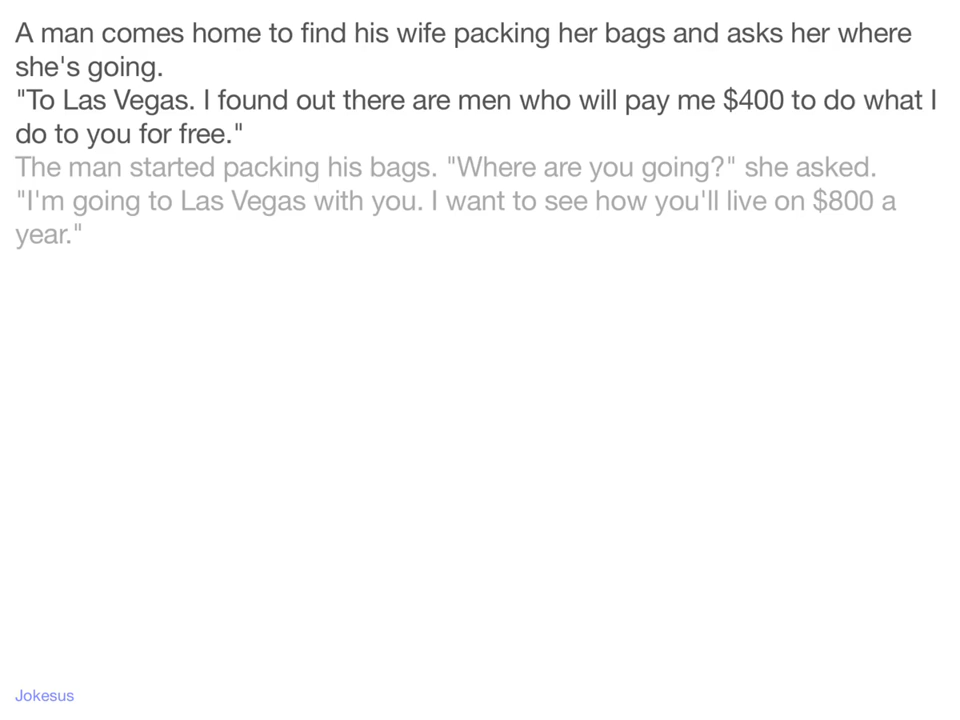 A man comes home to find his wife packing her bags and asks her where
she's going.
"To Las Vegas. I found out there are men who will pay me $400 to do what I
do to you for free."
The man started packing his bags. "Where are you going?" she asked.
"I'm going to Las Vegas with you. I want to see how you'll live on $800 a
year."
Jokesus